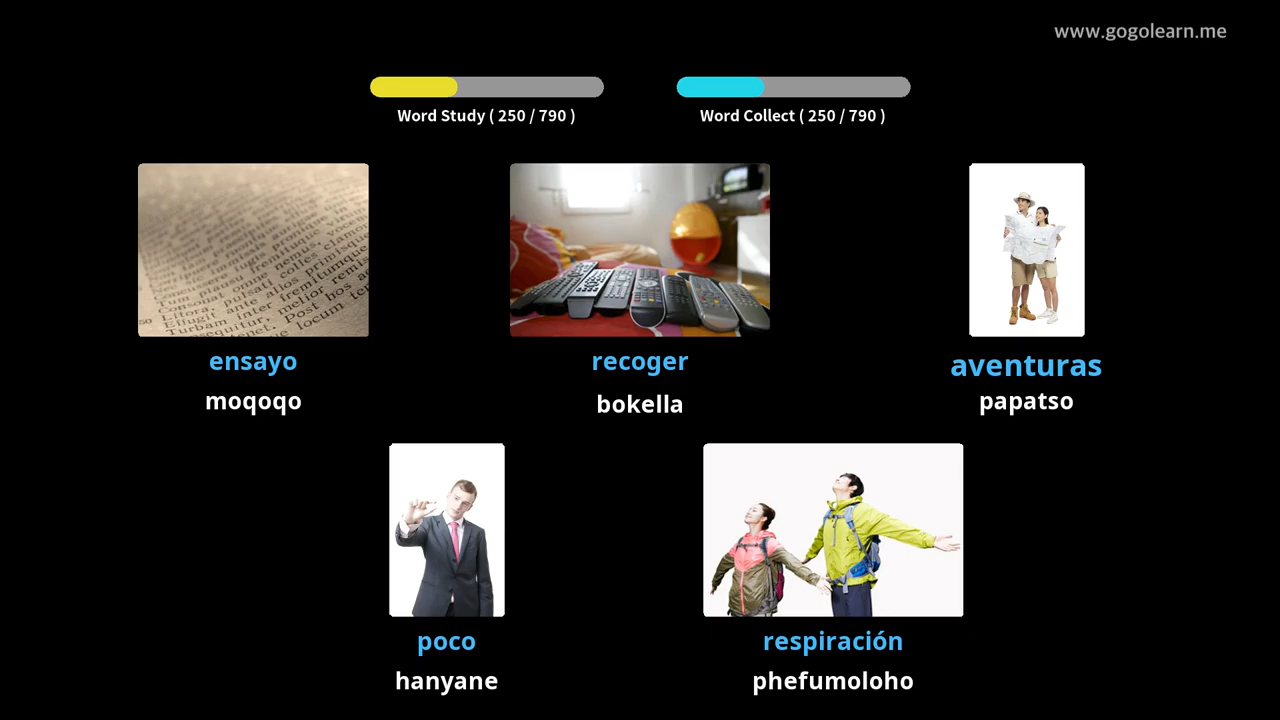 www.gogolearn.me
Word Study ( 250 / 790 )
Word Collect ( 250 / 790 )
ensayo
moqoqo
recoger
bokella
aventuras
papatso
poco
hanyane
respiración
phefumoloho